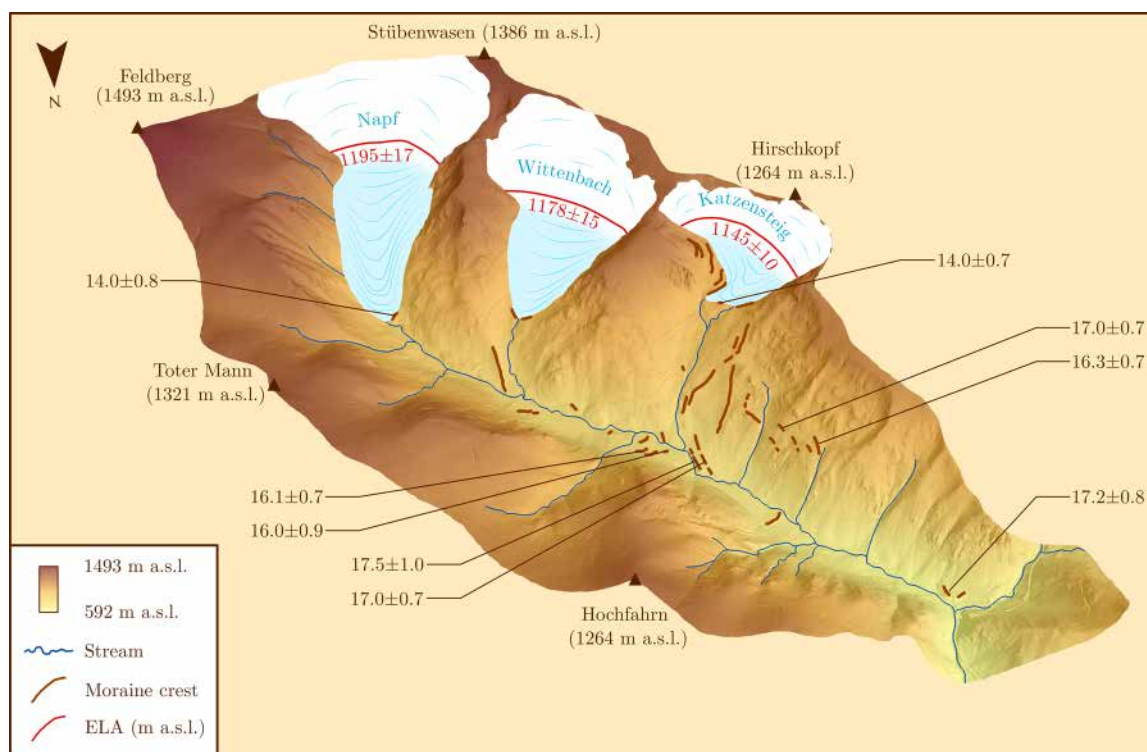 Stübenwasen (1386 m a.s.l.)
Feldberg
(1493 m a.s.l.)
N
Napf
1195±17
Wittenbach
1178±15
Hirschkopf
(1264 m a.s.l.)
Katzensteig
1145±10
14.0±0.8
14.0±0.7
17.0±0.7
16.3±0.7
Toter Mann
(1321 m a.s.l.)
16.1±0.7
16.0±0.9
17.5±1.0
17.0±0.7
17.2±0.8
Hochfahrn
(1264 m a.s.l.)
1493 m a.s.l.
592 m a.s.l.
Stream
Moraine crest
ELA (m a.s.l.)